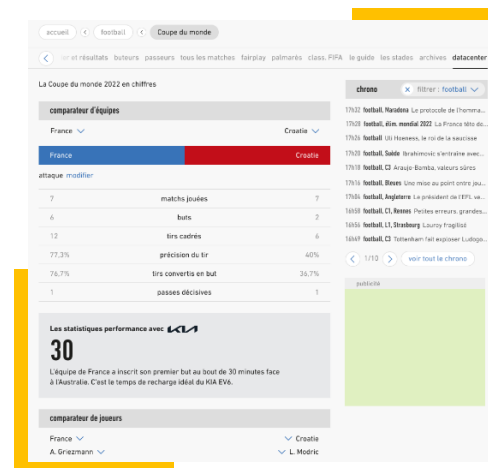 accueil football Coupe du monde
et résultats buteurs passeurs tous les matches fairplay palmarès class. FIFA le guide les stades archives datacenter
La Coupe du monde 2022 en chiffres
comparateur d'équipes
France Croatie
France Croatie
attaque modifier
7 matchs jouées 7
6 buts 2
12 tirs cadrés 6
77,3% précision du tir 40%
76,7% tirs convertis en but 36,7%
1 passes décisives 1
Les statistiques performance avec KIA
30
L'équipe de France a inscrit son premier but au bout de 30 minutes face
à l'Australie. C'est le temps de recharge idéal du KIA EV6.
comparateur de joueurs
France Croatie
A. Griezmann L. Modric
chrono × filtrer : football
17h32 football, Maradona Le protocole de l'homma...
17h28 football, élim. mondial 2022 La France fête de...
17h26 football Uli Hoeness, le roi de la saucisse
17h20 football, Suède Ibrahimovic s'entraîne avec...
17h18 football, C3 Araujo-Bamba, valeurs sûres
17h16 football, Bleues Une mise au point entre jou...
17h04 football, Angleterre Le président de l'EFL ve...
16h58 football, C1, Rennes Petites erreurs, grandes...
16h56 football, L1, Strasbourg Lauroy fragilisé
16h49 football, C3 Tottenham fait exploser Ludogo...
1/10 voir tout le chrono
publicité